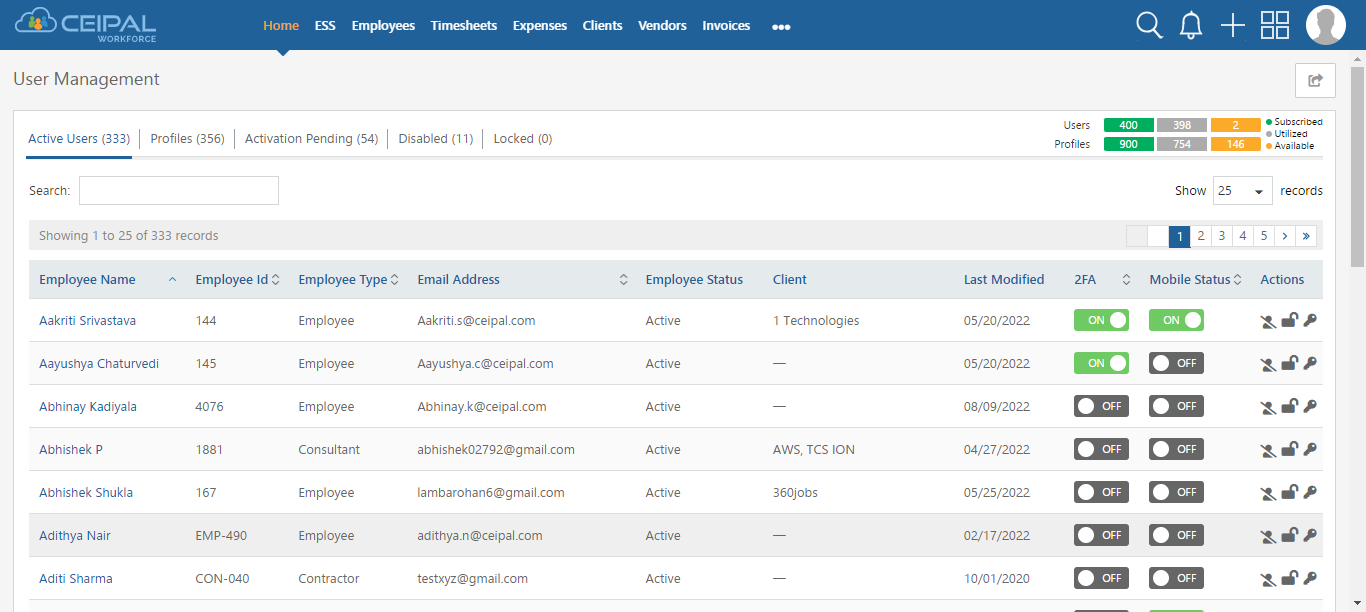 CEIPAL
WORKFORCE
Home ESS Employees Timesheets Expenses Clients Vendors Invoices
User Management
Active Users (333) Profiles (356) Activation Pending (54) Disabled (11) Locked (0)
Users 400 398 2
Profiles 900 754 146
Subscribed
Utilized
Available
Search:
Show 25 records
Showing 1 to 25 of 333 records
1 2 3 4 5 › »
Employee Name Employee Id Employee Type Email Address Employee Status Client Last Modified 2FA Mobile Status Actions
Aakriti Srivastava 144 Employee Aakriti.s@ceipal.com Active 1 Technologies 05/20/2022 ON ON
Aayushya Chaturvedi 145 Employee Aayushya.c@ceipal.com Active — 05/20/2022 ON OFF
Abhinay Kadiyala 4076 Employee Abhinay.k@ceipal.com Active — 08/09/2022 OFF OFF
Abhishek P 1881 Consultant abhishek02792@gmail.com Active AWS, TCS ION 04/27/2022 OFF OFF
Abhishek Shukla 167 Employee lambarohan6@gmail.com Active 360jobs 05/25/2022 OFF OFF
Adithya Nair EMP-490 Employee adithya.n@ceipal.com Active — 02/17/2022 OFF OFF
Aditi Sharma CON-040 Contractor testxyz@gmail.com Active — 10/01/2020 OFF OFF